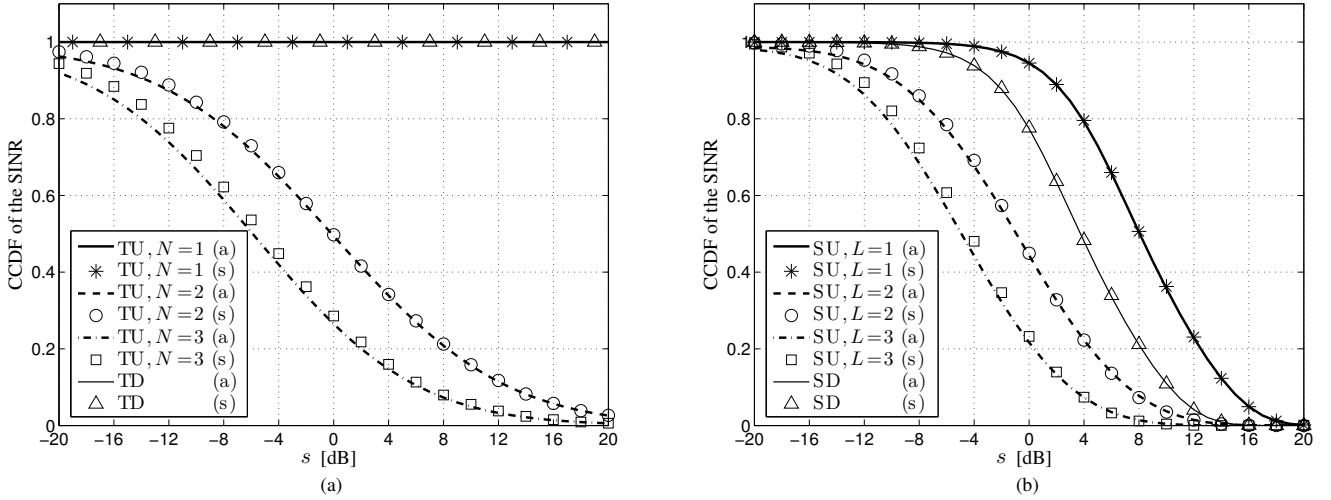 CCDF of the SINR
1
0.8
0.6
0.4
0.2
0
TU, N=1 (a)
TU, N=1 (s)
TU, N=2 (a)
TU, N=2 (s)
TU, N=3 (a)
TU, N=3 (s)
TD (a)
TD (s)
−20 −16 −12 −8 −4 0 4 8 12 16 20
s [dB]
(a)
CCDF of the SINR
1
0.8
0.6
0.4
0.2
0
SU, L=1 (a)
SU, L=1 (s)
SU, L=2 (a)
SU, L=2 (s)
SU, L=3 (a)
SU, L=3 (s)
SD (a)
SD (s)
−20 −16 −12 −8 −4 0 4 8 12 16 20
s [dB]
(b)